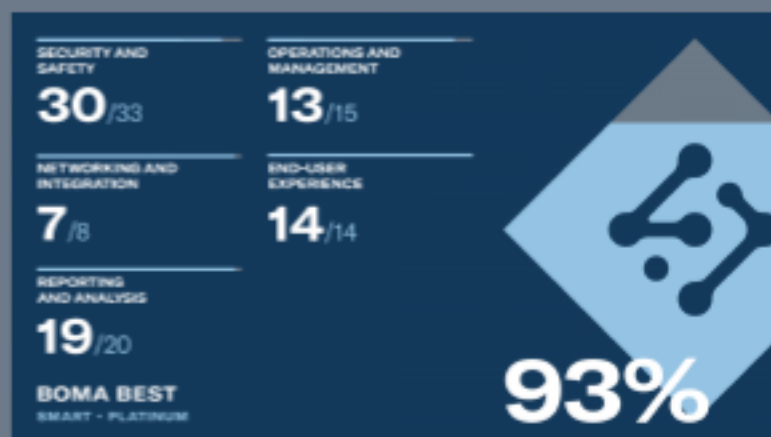 SECURITY AND
SAFETY
30/33
OPERATIONS AND
MANAGEMENT
13/15
NETWORKING AND
INTEGRATION
7/8
END-USER
EXPERIENCE
14/14
REPORTING
AND ANALYSIS
19/20
BOMA BEST
SMART - PLATINUM
93%